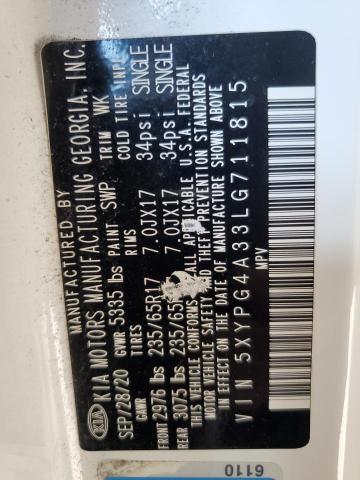 MANUFACTURED BY
KIA KIA MOTORS MANUFACTURING GEORGIA, INC.
SEP/28/20 GVWR 5335 lbs PAINT SWP TRIM WK
GAWR TIRES RIMS COLD TIRE
FRONT 2976 lbs 235/65R17 7.0JX17 34psi SINGLE
REAR 3075 lbs 235/65 7.0JX17 34psi SINGLE
THIS VEHICLE CONFORMS ALL APPLICABLE U.S.A. FEDERAL
MOTOR VEHICLE SAFETY THEFT PREVENTION STANDARDS
IN EFFECT ON THE DATE OF MANUFACTURE SHOWN ABOVE
VIN 5XYPG4A33LG711815
MPV
6110